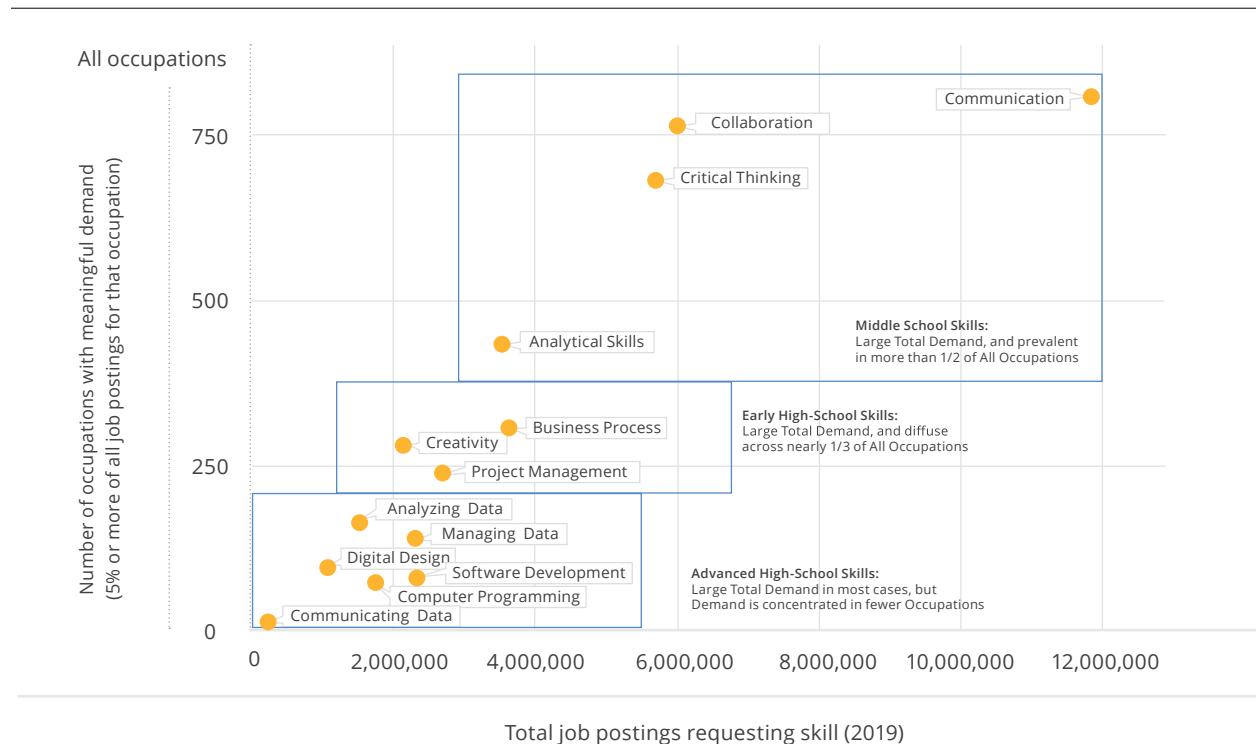 All occupations
Number of occupations with meaningful demand
(5% or more of all job postings for that occupation)
750
500
250
0
Communication
Collaboration
Critical Thinking
Analytical Skills
Middle School Skills:
Large Total Demand, and prevalent
in more than 1/2 of All Occupations
Business Process
Creativity
Project Management
Early High-School Skills:
Large Total Demand, and diffuse
across nearly 1/3 of All Occupations
Analyzing Data
Managing Data
Digital Design
Software Development
Computer Programming
Communicating Data
Advanced High-School Skills:
Large Total Demand in most cases, but
Demand is concentrated in fewer Occupations
0 2,000,000 4,000,000 6,000,000 8,000,000 10,000,000 12,000,000
Total job postings requesting skill (2019)